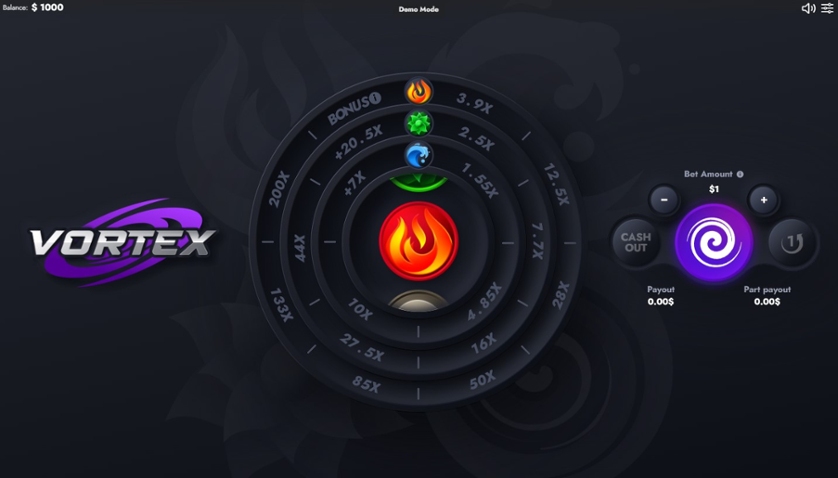 Balance: $ 1000
Demo Mode
BONUS
3.9X
12.5X
28X
50X
85X
133X
200X
+20.5X
2.5X
7.7X
16X
27.5X
44X
+7X
1.55X
4.85X
10X
VORTEX
Bet Amount
$1
-
+
CASH
OUT
1
Payout
0.00$
Part payout
0.00$